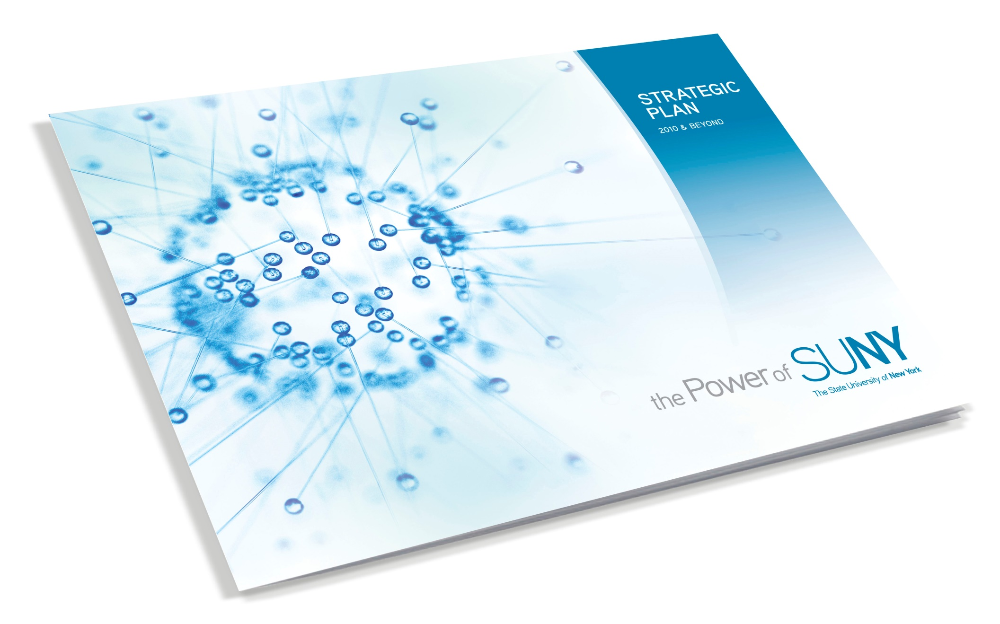 STRATEGIC
PLAN
2010 & BEYOND
the Power of SUNY
The State University of New York